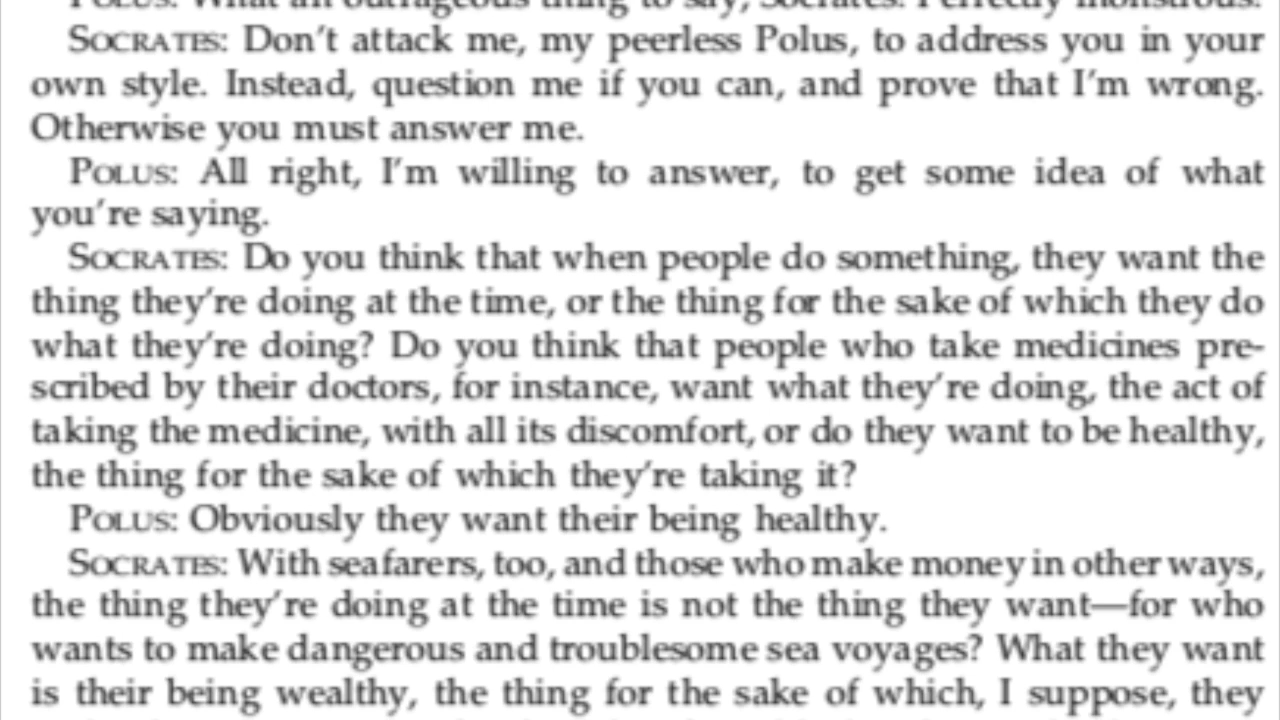 POLUS: What an outrageous thing to say, Socrates! Perfectly monstrous!
SOCRATES: Don't attack me, my peerless Polus, to address you in your
own style. Instead, question me if you can, and prove that I'm wrong.
Otherwise you must answer me.
POLUS: All right, I'm willing to answer, to get some idea of what
you're saying.
SOCRATES: Do you think that when people do something, they want the
thing they're doing at the time, or the thing for the sake of which they do
what they're doing? Do you think that people who take medicines pre-
scribed by their doctors, for instance, want what they're doing, the act of
taking the medicine, with all its discomfort, or do they want to be healthy,
the thing for the sake of which they're taking it?
POLUS: Obviously they want their being healthy.
SOCRATES: With seafarers, too, and those who make money in other ways,
the thing they're doing at the time is not the thing they want—for who
wants to make dangerous and troublesome sea voyages? What they want
is their being wealthy, the thing for the sake of which, I suppose, they